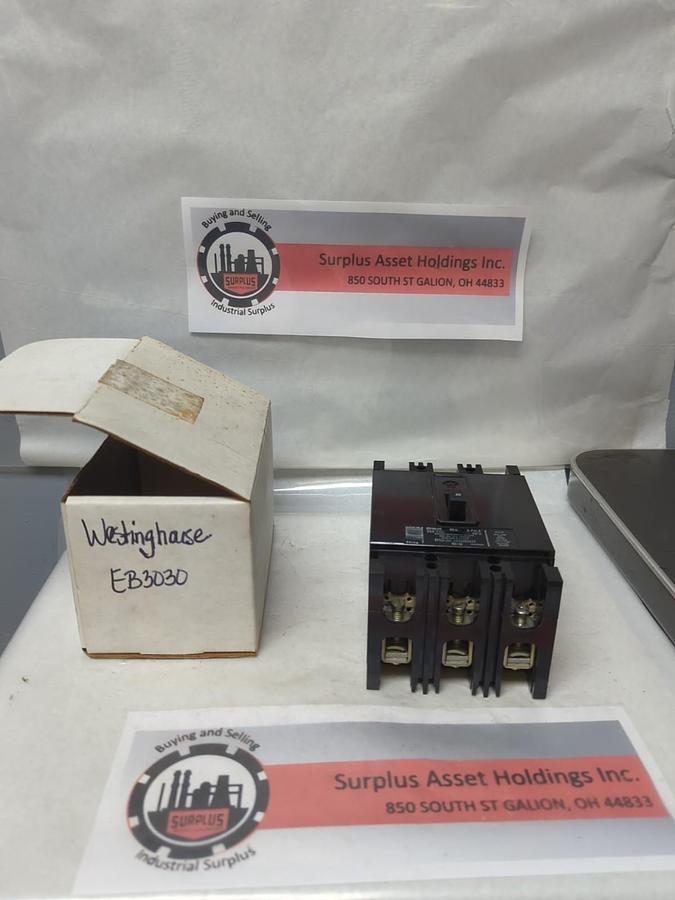 Buying and Selling
SURPLUS
Industrial Surplus
Surplus Asset Holdings Inc.
850 SOUTH ST GALION, OH 44833
Westinghouse
EB3030
Buying and Selling
SURPLUS
Industrial Surplus
Surplus Asset Holdings Inc.
850 SOUTH ST GALION, OH 44833